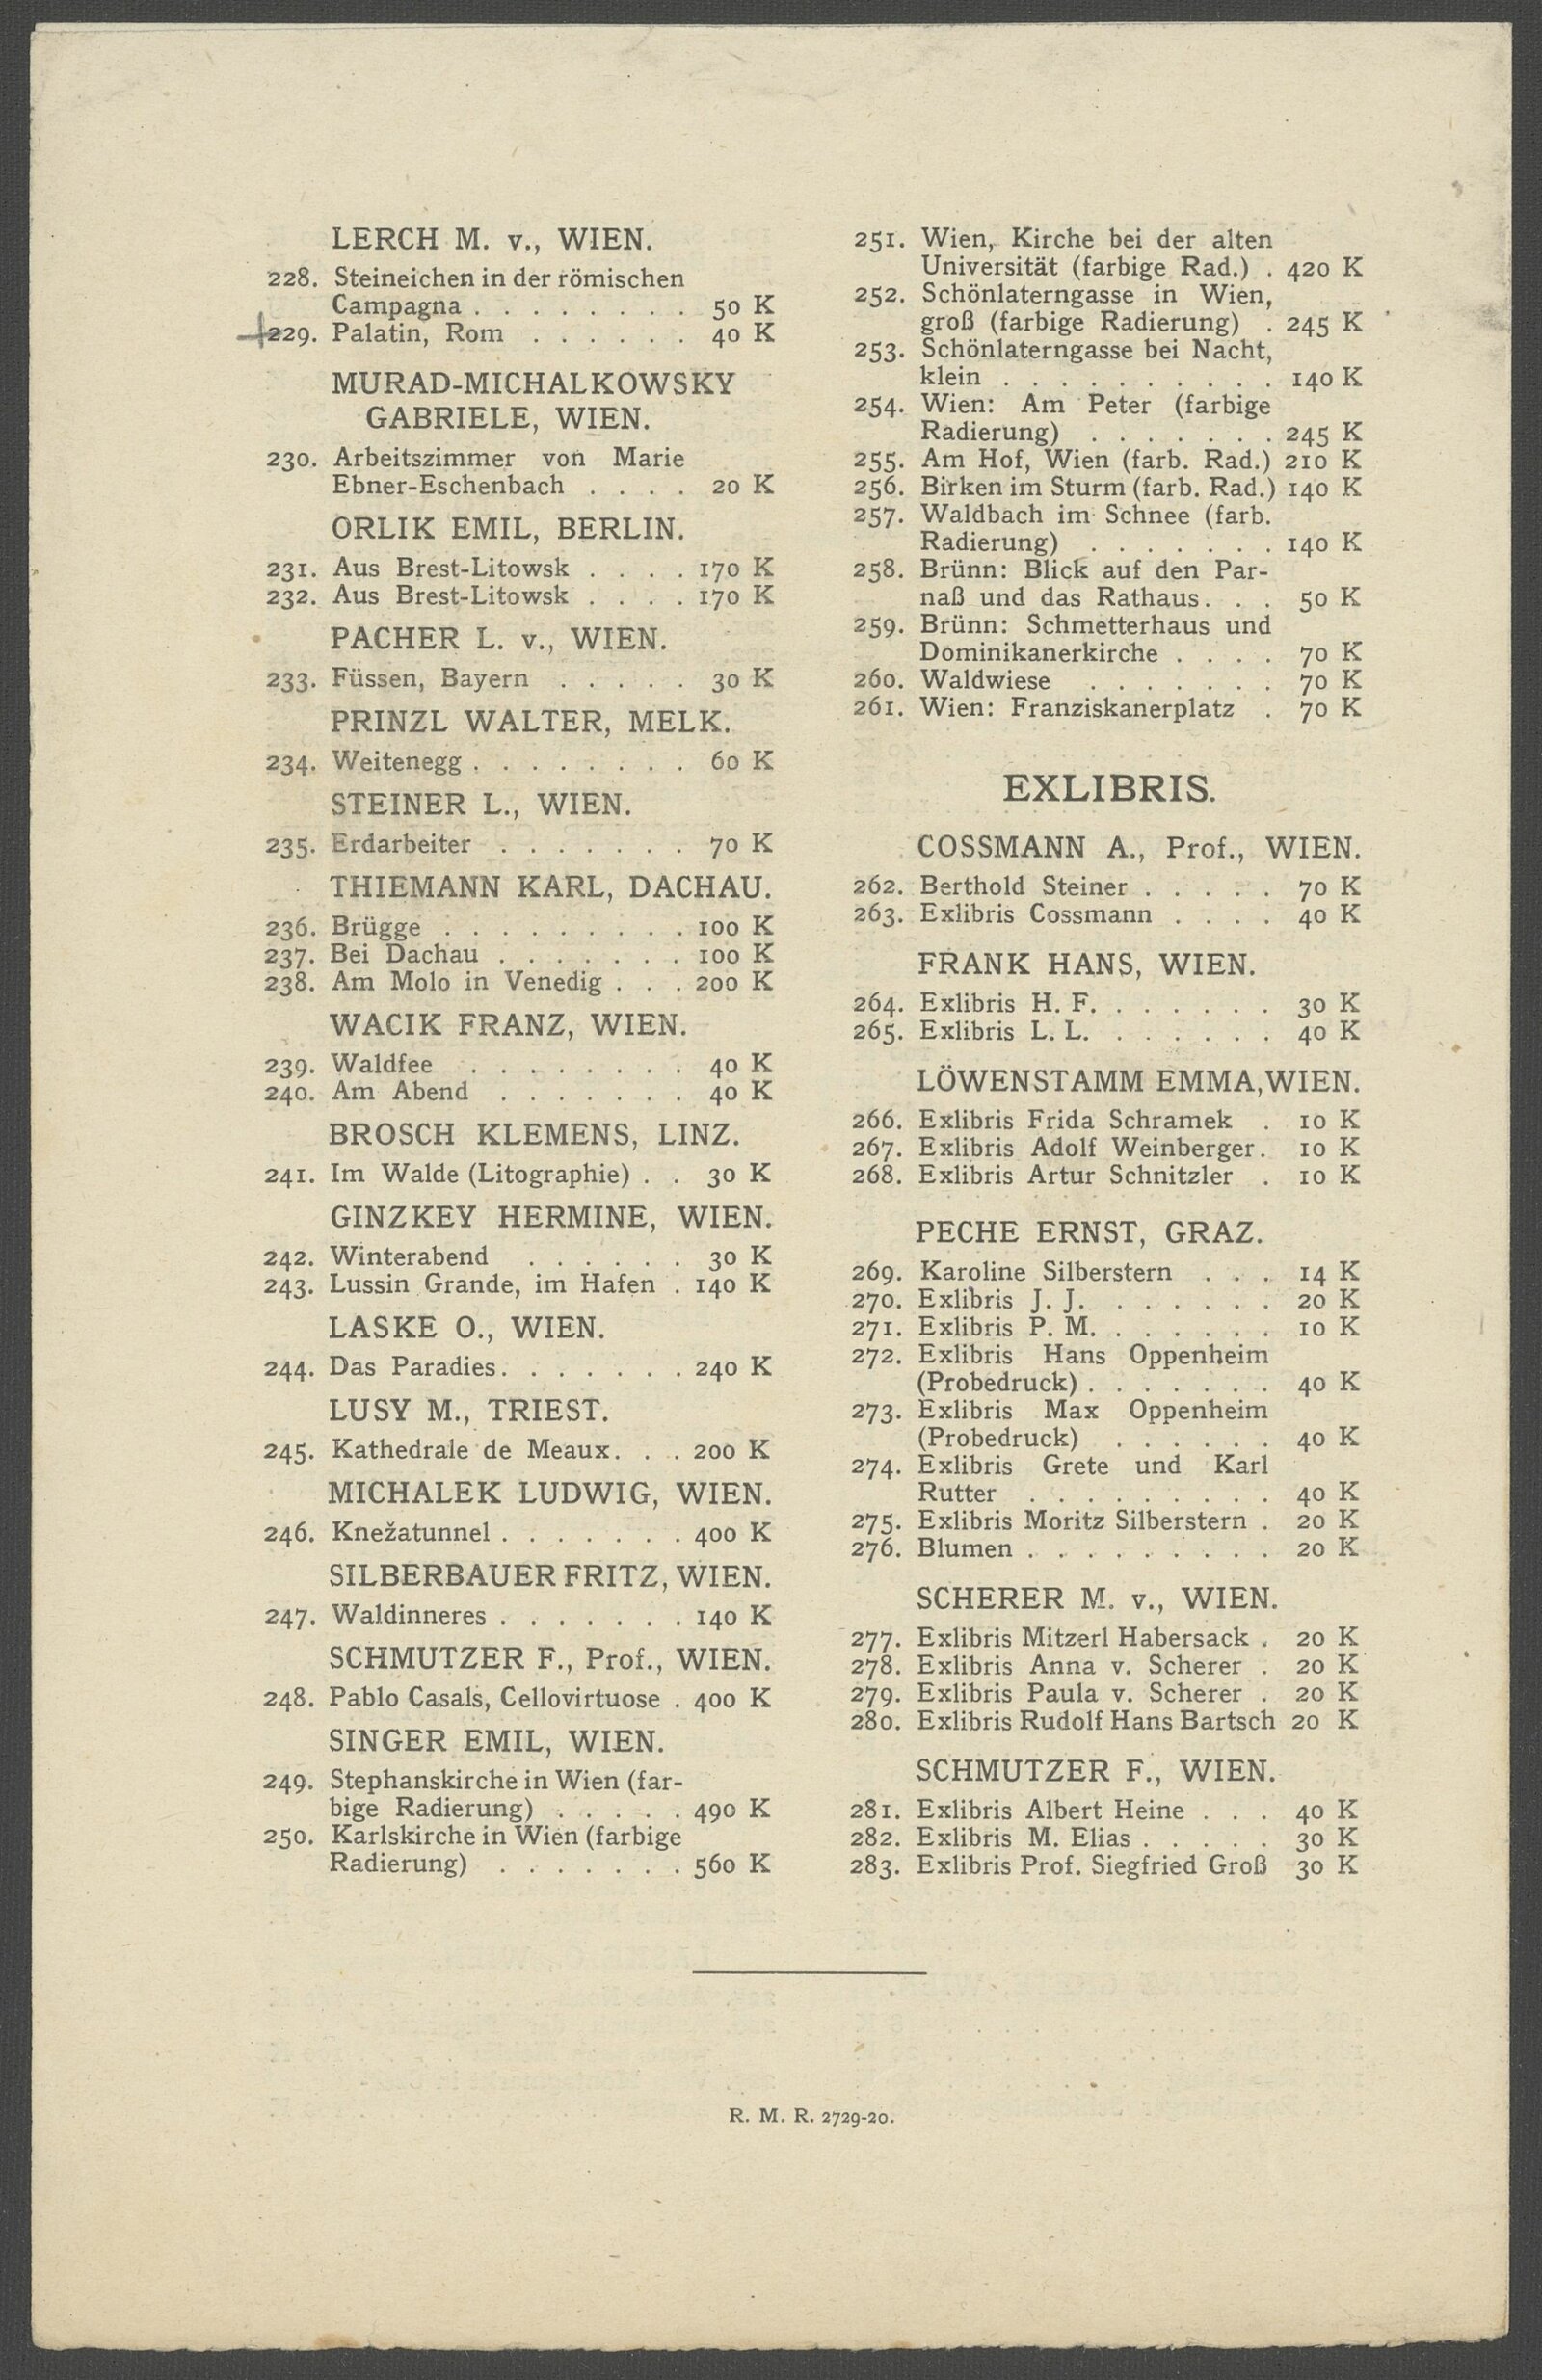 LERCH M. v., WIEN.
228. Steineichen in der römischen
Campagna . . . . . . . . 50 K
229. Palatin, Rom . . . . . . 40 K
MURAD-MICHALKOWSKY
GABRIELE, WIEN.
230. Arbeitszimmer von Marie
Ebner-Eschenbach . . . . 20 K
ORLIK EMIL, BERLIN.
231. Aus Brest-Litowsk . . . . 170 K
232. Aus Brest-Litowsk . . . . 170 K
PACHER L. v., WIEN.
233. Füssen, Bayern . . . . . 30 K
PRINZL WALTER, MELK.
234. Weitenegg . . . . . . . . 60 K
STEINER L., WIEN.
235. Erdarbeiter . . . . . . . 70 K
THIEMANN KARL, DACHAU.
236. Brügge . . . . . . . . . 100 K
237. Bei Dachau . . . . . . . 100 K
238. Am Molo in Venedig . . . 200 K
WACIK FRANZ, WIEN.
239. Waldfee . . . . . . . . 40 K
240. Am Abend . . . . . . . 40 K
BROSCH KLEMENS, LINZ.
241. Im Walde (Litographie) . . 30 K
GINZKEY HERMINE, WIEN.
242. Winterabend . . . . . . 30 K
243. Lussin Grande, im Hafen . 140 K
LASKE O., WIEN.
244. Das Paradies. . . . . . . 240 K
LUSY M., TRIEST.
245. Kathedrale de Meaux. . . 200 K
MICHALEK LUDWIG, WIEN.
246. Knežatunnel . . . . . . . 400 K
SILBERBAUER FRITZ, WIEN.
247. Waldinneres . . . . . . . 140 K
SCHMUTZER F., Prof., WIEN.
248. Pablo Casals, Cellovirtuose . 400 K
SINGER EMIL, WIEN.
249. Stephanskirche in Wien (far-
bige Radierung) . . . . . 490 K
250. Karlskirche in Wien (farbige
Radierung) . . . . . . . 560 K
251. Wien, Kirche bei der alten
Universität (farbige Rad.) . 420 K
252. Schönlaterngasse in Wien,
groß (farbige Radierung) . 245 K
253. Schönlaterngasse bei Nacht,
klein . . . . . . . . . . 140 K
254. Wien: Am Peter (farbige
Radierung) . . . . . . . 245 K
255. Am Hof, Wien (farb. Rad.) 210 K
256. Birken im Sturm (farb. Rad.) 140 K
257. Waldbach im Schnee (farb.
Radierung) . . . . . . . 140 K
258. Brünn: Blick auf den Par-
naß und das Rathaus. . . 50 K
259. Brünn: Schmetterhaus und
Dominikanerkirche . . . . 70 K
260. Waldwiese . . . . . . . 70 K
261. Wien: Franziskanerplatz . 70 K
EXLIBRIS.
COSSMANN A., Prof., WIEN.
262. Berthold Steiner . . . . . 70 K
263. Exlibris Cossmann . . . . 40 K
FRANK HANS, WIEN.
264. Exlibris H. F. . . . . . . 30 K
265. Exlibris L. L. . . . . . . 40 K
LÖWENSTAMM EMMA, WIEN.
266. Exlibris Frida Schramek . 10 K
267. Exlibris Adolf Weinberger. 10 K
268. Exlibris Artur Schnitzler . 10 K
PECHE ERNST, GRAZ.
269. Karoline Silberstern . . . 14 K
270. Exlibris J. J. . . . . . . 20 K
271. Exlibris P. M. . . . . . . 10 K
272. Exlibris Hans Oppenheim
(Probedruck) . . . . . . . 40 K
273. Exlibris Max Oppenheim
(Probedruck) . . . . . . 40 K
274. Exlibris Grete und Karl
Rutter . . . . . . . . . 40 K
275. Exlibris Moritz Silberstern . 20 K
276. Blumen . . . . . . . . . 20 K
SCHERER M. v., WIEN.
277. Exlibris Mitzerl Habersack . 20 K
278. Exlibris Anna v. Scherer . 20 K
279. Exlibris Paula v. Scherer . 20 K
280. Exlibris Rudolf Hans Bartsch 20 K
SCHMUTZER F., WIEN.
281. Exlibris Albert Heine . . . 40 K
282. Exlibris M. Elias . . . . . 30 K
283. Exlibris Prof. Siegfried Groß 30 K
R. M. R. 2729-20.